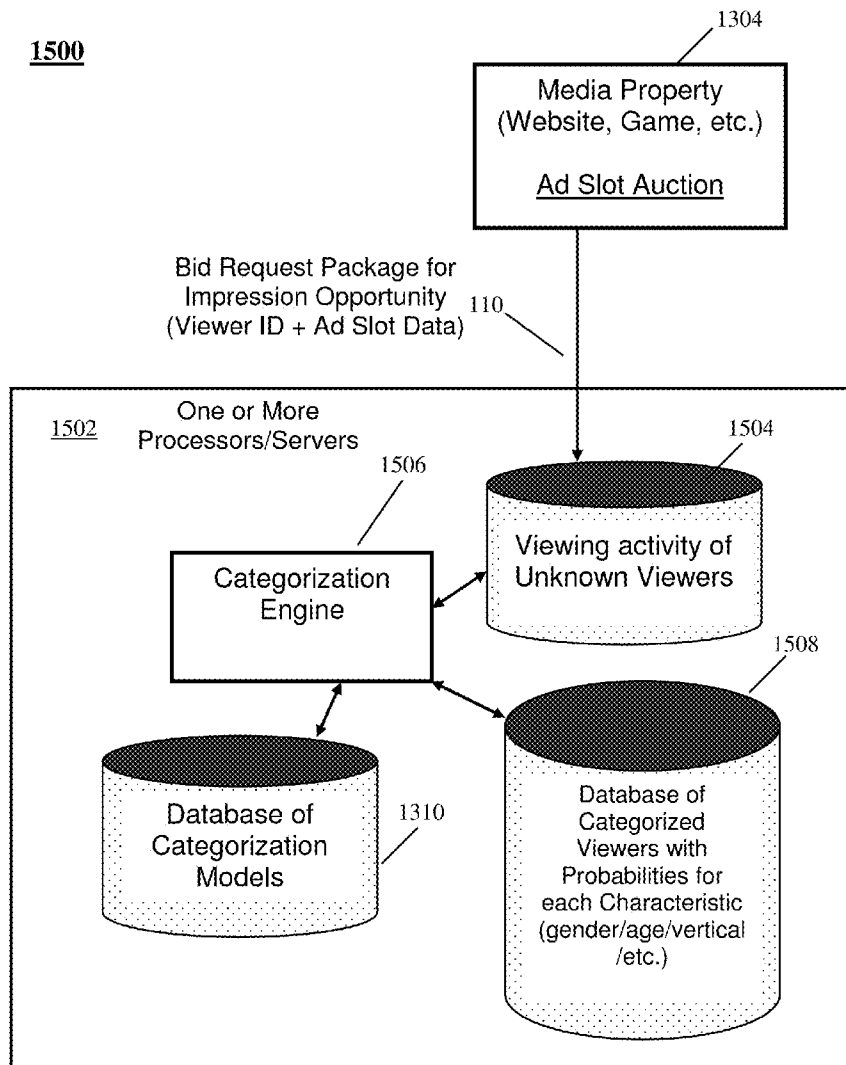 1500
1304
Media Property
(Website, Game, etc.)
Ad Slot Auction
Bid Request Package for
Impression Opportunity
(Viewer ID + Ad Slot Data)
110
1502
One or More
Processors/Servers
1506
1504
Categorization
Engine
Viewing activity of
Unknown Viewers
1508
Database of
Categorization
Models
1310
Database of
Categorized
Viewers with
Probabilities for
each Characteristic
(gender/age/vertical
/etc.)